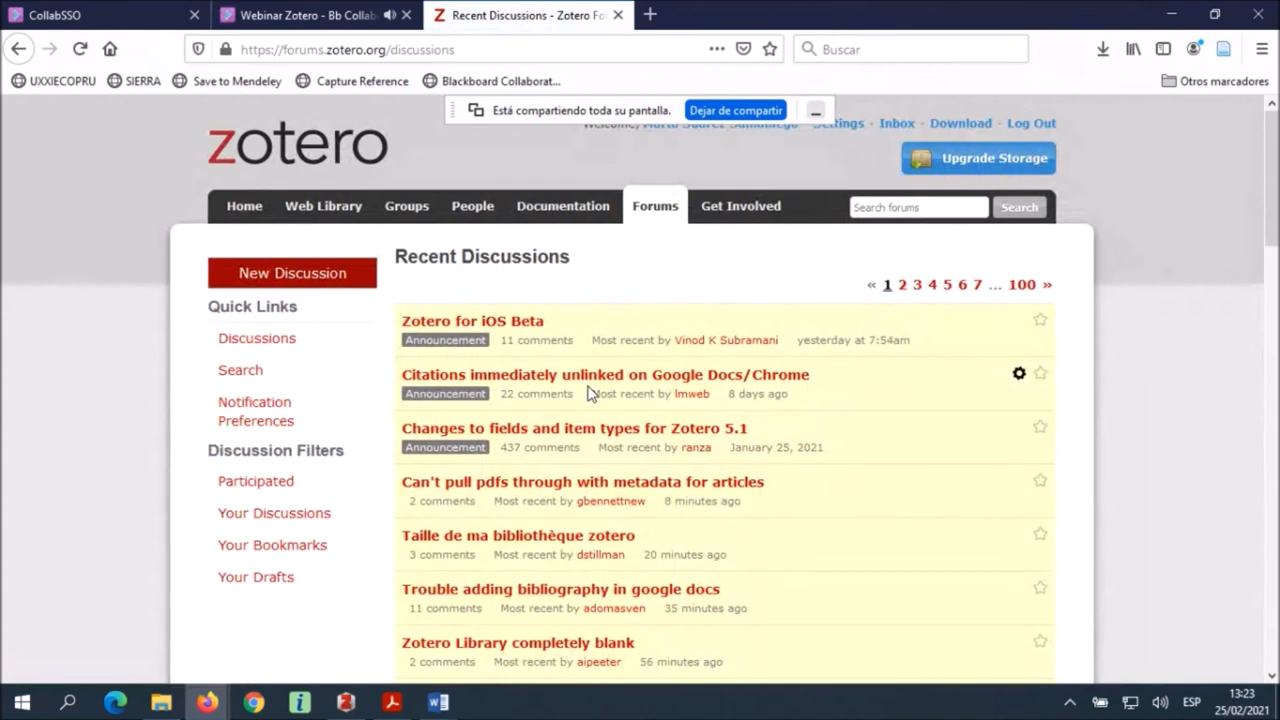 CollabSSO
Webinar Zotero - Bb Collab
Recent Discussions - Zotero Fo
https://forums.zotero.org/discussions
Buscar
UXXIECOPRU SIERRA Save to Mendeley Capture Reference Blackboard Collaborat... Otros marcadores
Está compartiendo toda su pantalla. Dejar de compartir
Settings · Inbox · Download · Log Out
zotero
Upgrade Storage
Home Web Library Groups People Documentation Forums Get Involved Search forums Search
Recent Discussions
New Discussion
« 1 2 3 4 5 6 7 ... 100 »
Quick Links
Discussions
Search
Notification
Preferences
Discussion Filters
Participated
Your Discussions
Your Bookmarks
Your Drafts
Zotero for iOS Beta
Announcement 11 comments Most recent by Vinod K Subramani yesterday at 7:54am
Citations immediately unlinked on Google Docs/Chrome
Announcement 22 comments Most recent by lmweb 8 days ago
Changes to fields and item types for Zotero 5.1
Announcement 437 comments Most recent by ranza January 25, 2021
Can't pull pdfs through with metadata for articles
2 comments Most recent by gbennettnew 8 minutes ago
Taille de ma bibliothèque zotero
3 comments Most recent by dstillman 20 minutes ago
Trouble adding bibliography in google docs
11 comments Most recent by adomasven 35 minutes ago
Zotero Library completely blank
2 comments Most recent by aipeeter 56 minutes ago
ESP
13:23
25/02/2021